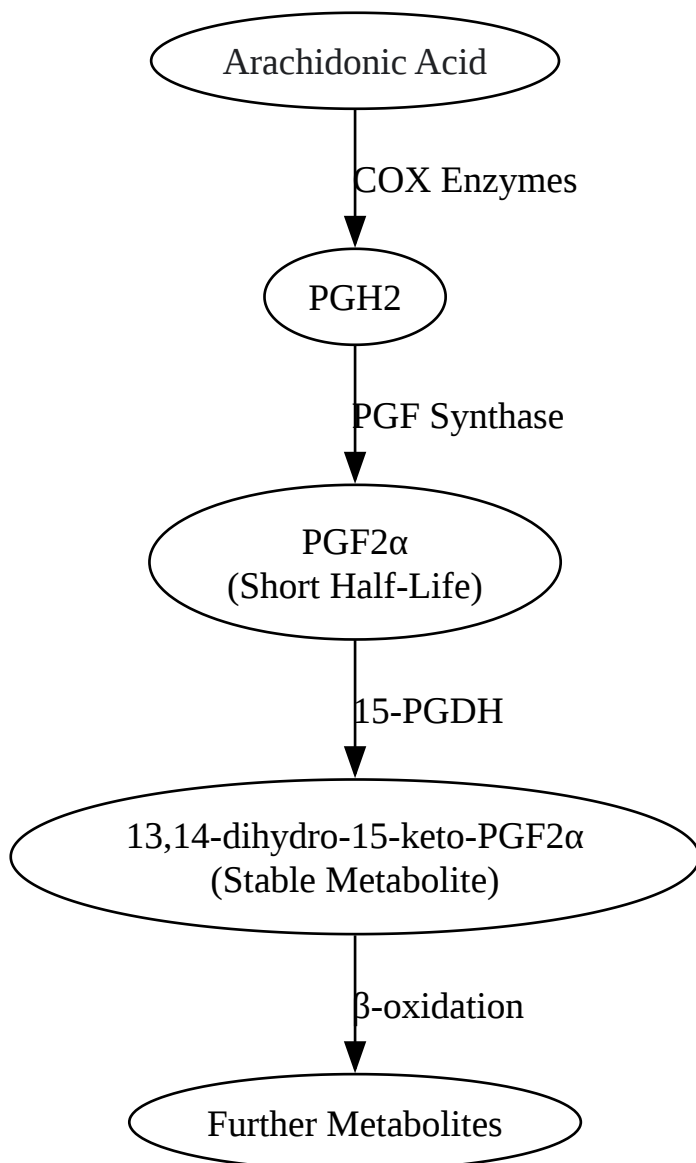 Arachidonic Acid
COX Enzymes
PGH2
PGF Synthase
PGF2α
(Short Half-Life)
15-PGDH
13,14-dihydro-15-keto-PGF2α
(Stable Metabolite)
β-oxidation
Further Metabolites